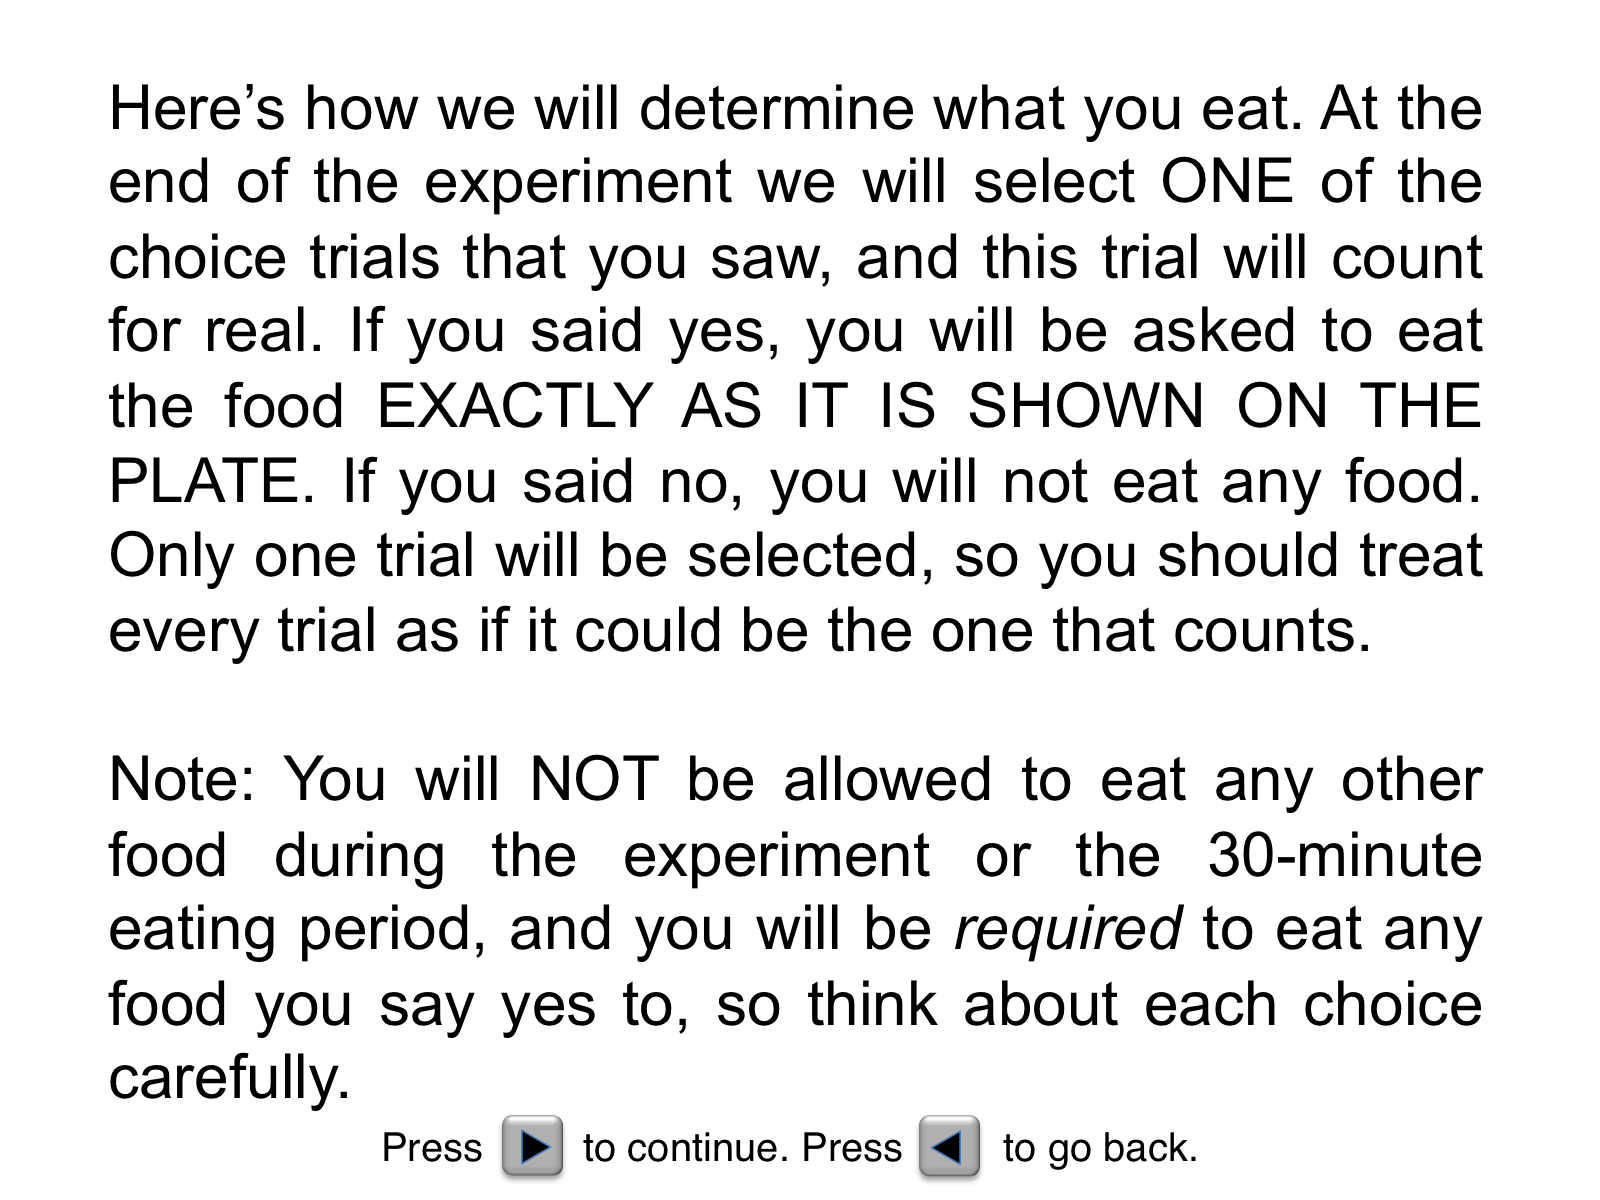 Here’s how we will determine what you eat. At the
end of the experiment we will select ONE of the
choice trials that you saw, and this trial will count
for real. If you said yes, you will be asked to eat
the food EXACTLY AS IT IS SHOWN ON THE
PLATE. If you said no, you will not eat any food.
Only one trial will be selected, so you should treat
every trial as if it could be the one that counts.
Note: You will NOT be allowed to eat any other
food during the experiment or the 30-minute
eating period, and you will be required to eat any
food you say yes to, so think about each choice
carefully.
Press to continue. Press to go back.